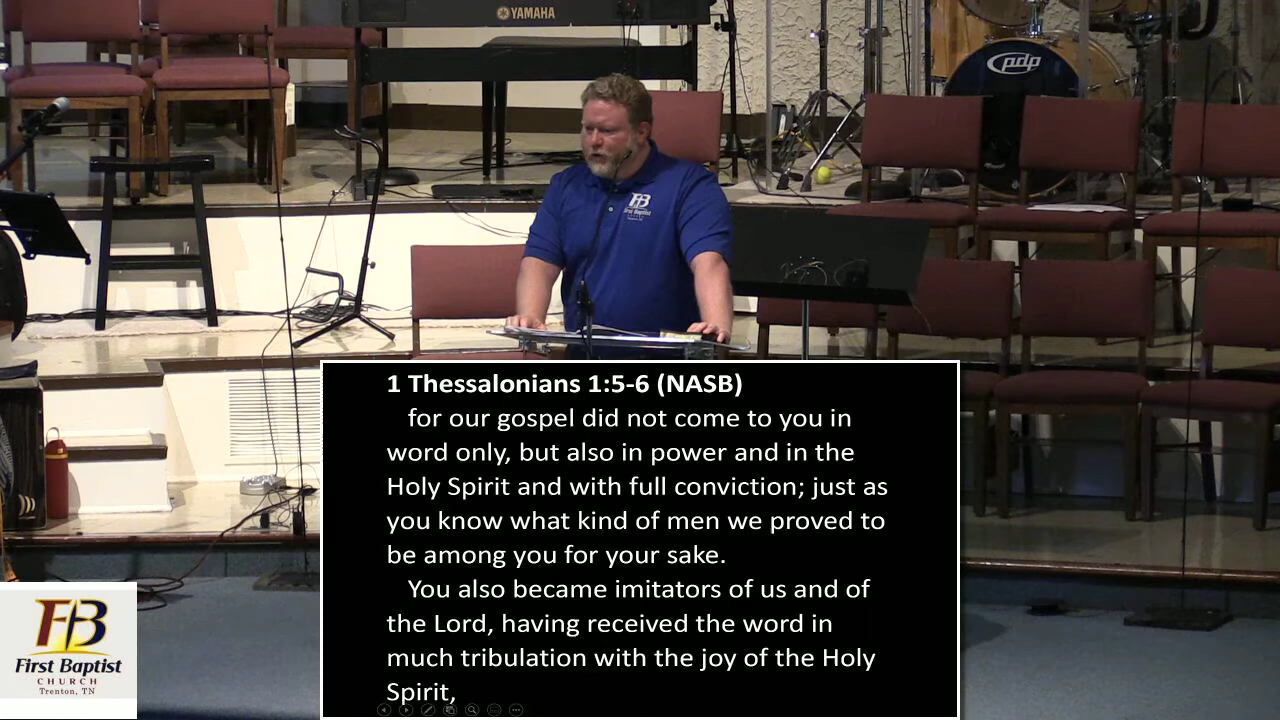 YAMAHA
pdp
FB
First Baptist
1 Thessalonians 1:5-6 (NASB)
for our gospel did not come to you in
word only, but also in power and in the
Holy Spirit and with full conviction; just as
you know what kind of men we proved to
be among you for your sake.
You also became imitators of us and of
the Lord, having received the word in
much tribulation with the joy of the Holy
Spirit,
FB
First Baptist
CHURCH
Trenton, TN